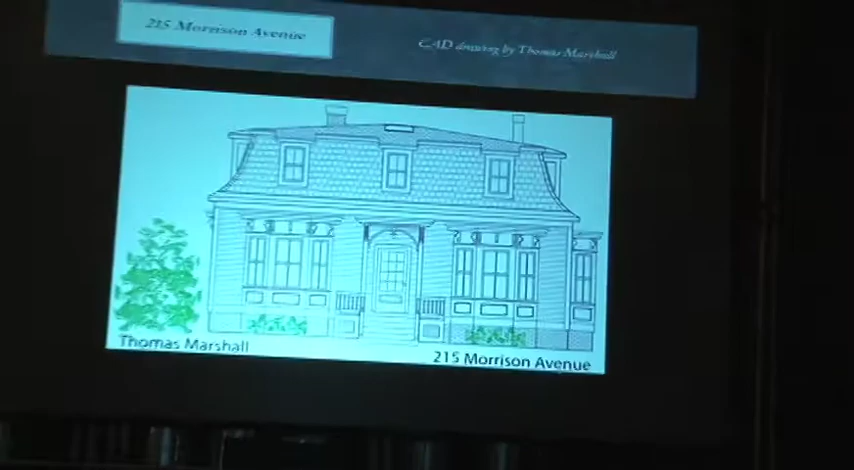 215 Morrison Avenue
CAD drawing by Thomas Marshall
Thomas Marshall
215 Morrison Avenue